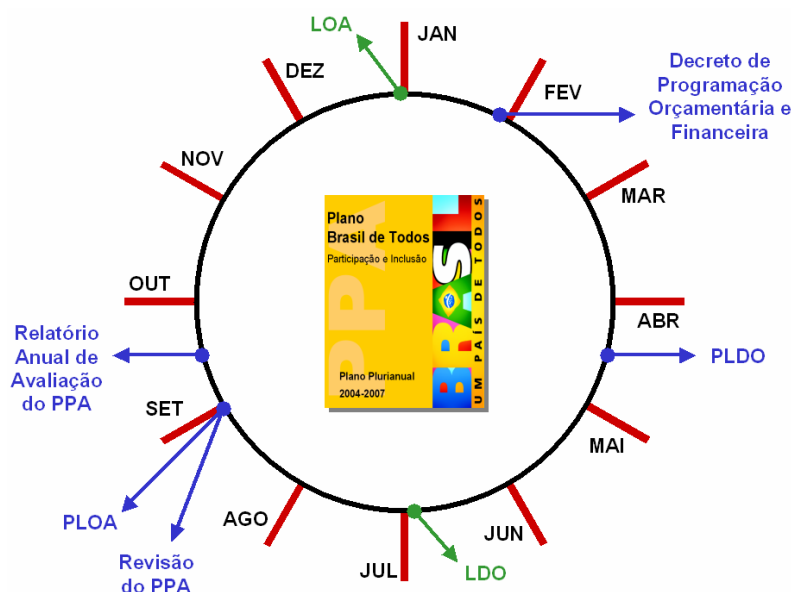 LOA
JAN
DEZ
FEV
Decreto de
Programação
Orçamentária e
Financeira
NOV
MAR
Plano
Brasil de Todos
Participação e Inclusão
PPA
BRASIL
UM PAÍS DE TODOS
Plano Plurianual
2004-2007
OUT
ABR
Relatório
Anual de
Avaliação
do PPA
PLDO
SET
MAI
PLOA
AGO
JUN
Revisão
do PPA
JUL
LDO